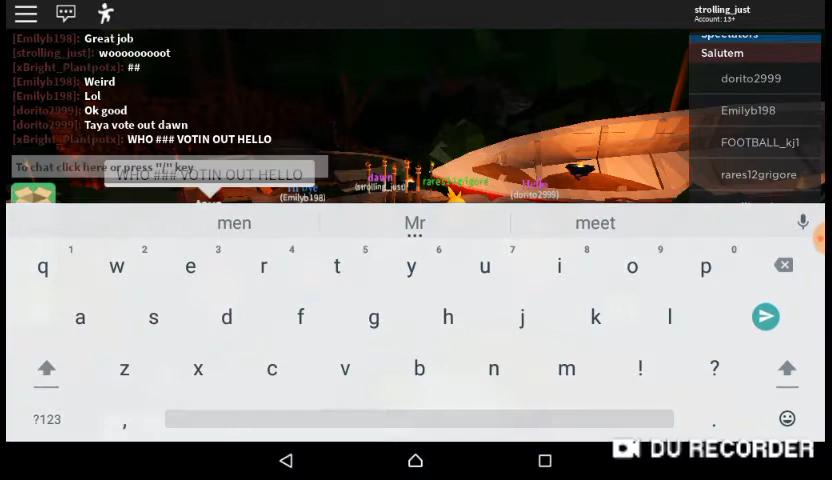 strolling_just
Account: 13+
[Emilyb198]: Great job
[strolling_just]: wooooooooot
[xBright_Plantpotx]: ##
[Emilyb198]: Weird
[Emilyb198]: Lol
[dorito2999]: Ok good
[dorito2999]: Taya vote out dawn
[xBright_Plantpotx]: WHO ### VOTIN OUT HELLO
To chat click here or press "/" key
WHO ### VOTIN OUT HELLO
Spectators
Salutem
dorito2999
Emilyb198
FOOTBALL_kj1
rares12grigore
(Emilyb198)
dawn
(strolling_just)
rares12grigore
(dorito2999)
men
Mr
meet
1 2 3 4 5 6 7 8 9 0
q w e r t y u i o p
a s d f g h j k l
z x c v b n m ! ?
?123 , .
DU RECORDER